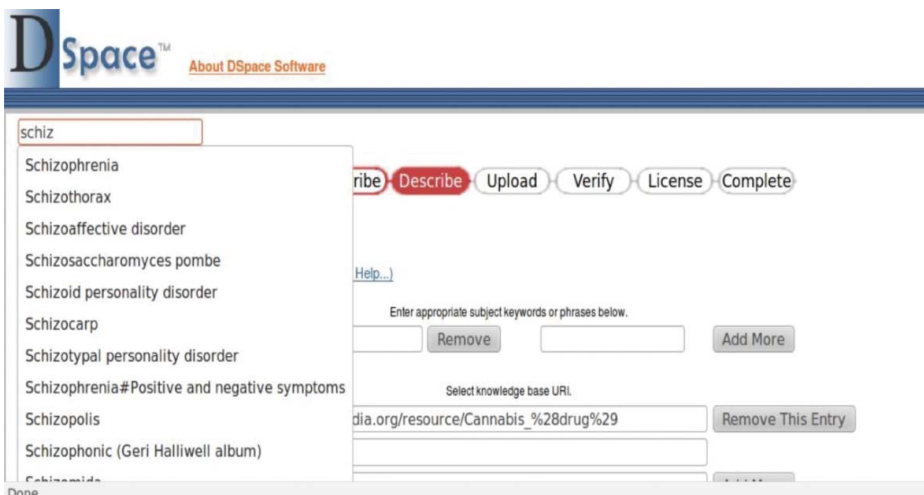 DSpace™ About DSpace Software
schiz
Schizophrenia
Schizothorax
Schizoaffective disorder
Schizosaccharomyces pombe
Schizoid personality disorder
Schizocarp
Schizotypal personality disorder
Schizophrenia#Positive and negative symptoms
Schizopolis
Schizophonic (Geri Halliwell album)
ribe Describe Upload Verify License Complete
Help...)
Enter appropriate subject keywords or phrases below.
Remove Add More
Select knowledge base URI.
dia.org/resource/Cannabis_%28drug%29 Remove This Entry
Done